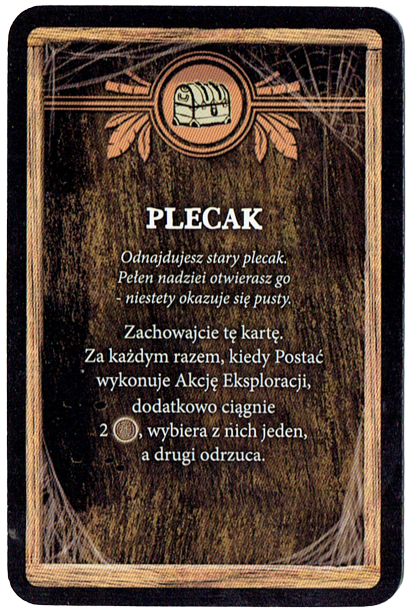 PLECAK
Odnajdujesz stary plecak.
Pełen nadziei otwierasz go
- niestety okazuje się pusty.
Zachowajcie tę kartę.
Za każdym razem, kiedy Postać
wykonuje Akcję Eksploracji,
dodatkowo ciągnie
2 , wybiera z nich jeden,
a drugi odrzuca.